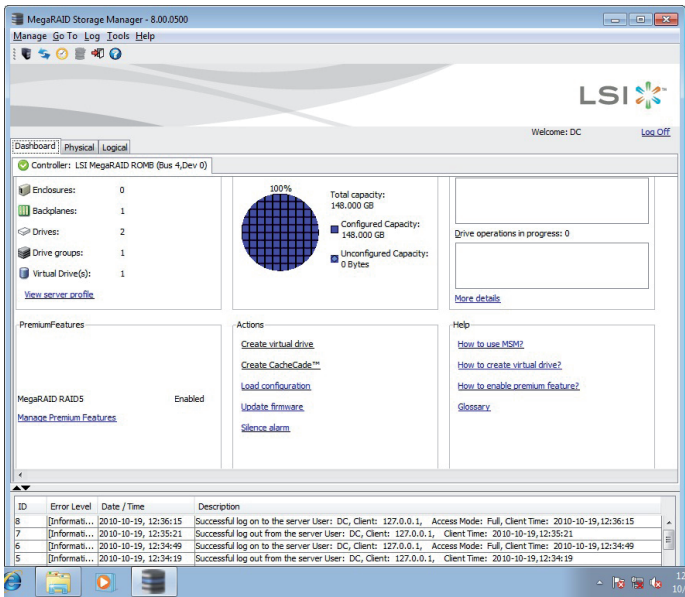 MegaRAID Storage Manager - 8.00.0500
Manage Go To Log Tools Help
LSI
Welcome: DC Log Off
Dashboard Physical Logical
Controller: LSI MegaRAID ROMB (Bus 4,Dev 0)
Enclosures: 0
Backplanes: 1
Drives: 2
Drive groups: 1
Virtual Drive(s): 1
View server profile
100%
Total capacity:
148.000 GB
Configured Capacity:
148.000 GB
Unconfigured Capacity:
0 Bytes
Drive operations in progress: 0
More details
PremiumFeatures
MegaRAID RAID5 Enabled
Manage Premium Features
Actions
Create virtual drive
Create CacheCade™
Load configuration
Update firmware
Silence alarm
Help
How to use MSM?
How to create virtual drive?
How to enable premium feature?
Glossary
ID Error Level Date / Time Description
8 [Informati... 2010-10-19, 12:36:15 Successful log on to the server User: DC, Client: 127.0.0.1, Access Mode: Full, Client Time: 2010-10-19,12:36:15
7 [Informati... 2010-10-19, 12:35:21 Successful log out from the server User: DC, Client: 127.0.0.1, Client Time: 2010-10-19,12:35:21
6 [Informati... 2010-10-19, 12:34:49 Successful log on to the server User: DC, Client: 127.0.0.1, Access Mode: Full, Client Time: 2010-10-19,12:34:49
5 [Informati... 2010-10-19, 12:34:19 Successful log out from the server User: DC, Client: 127.0.0.1, Client Time: 2010-10-19,12:34:19
12
10/